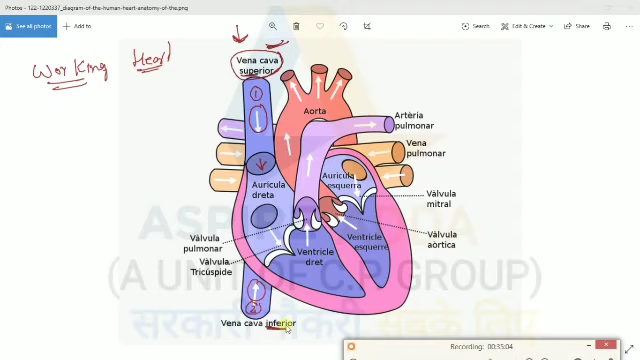 Photos - 122-1220337_diagram-of-the-human-heart-anatomy-of-the.png
See all photos
Add to
Search
Edit & Create
Share
Working Heart
Vena cava
superior
1
Aorta
Artèria
pulmonar
Vena
pulmonar
Aurícula
dreta
Aurícula
esquerra
Vàlvula
mitral
Vàlvula
pulmonar
Vàlvula
aòrtica
Ventricle
esquerre
Vàlvula
Tricúspide
Ventricle
dret
2
Vena cava inferior
(A UNIT OF C.P GROUP)
Recording: 00:35:04